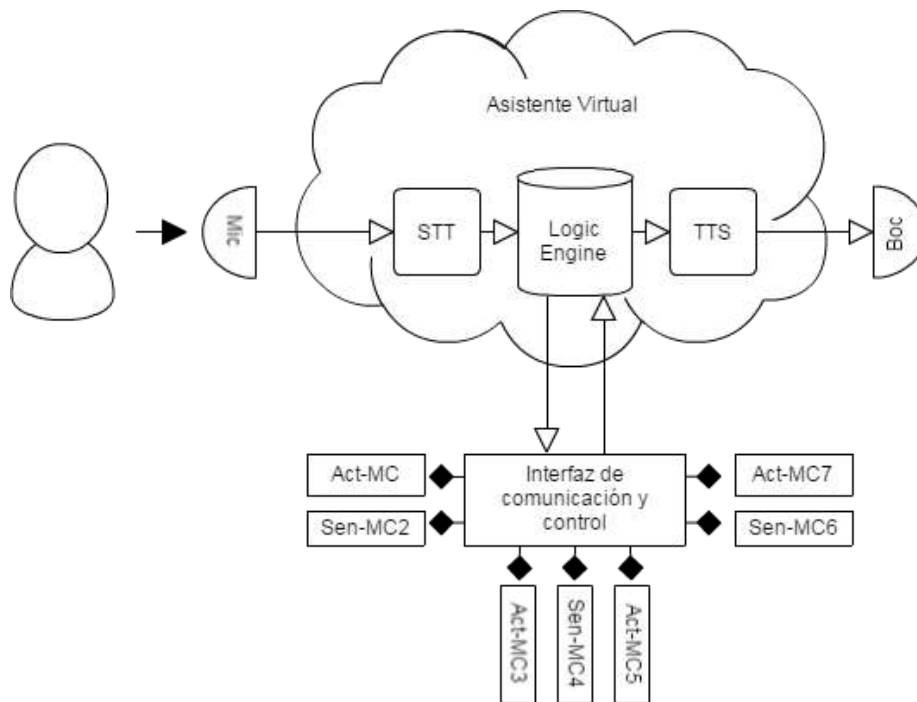 Asistente Virtual
Mic
STT
Logic
Engine
TTS
Boc
Act-MC
Interfaz de
comunicación y
control
Act-MC7
Sen-MC2
Sen-MC6
Act-MC3
Sen-MC4
Act-MC5